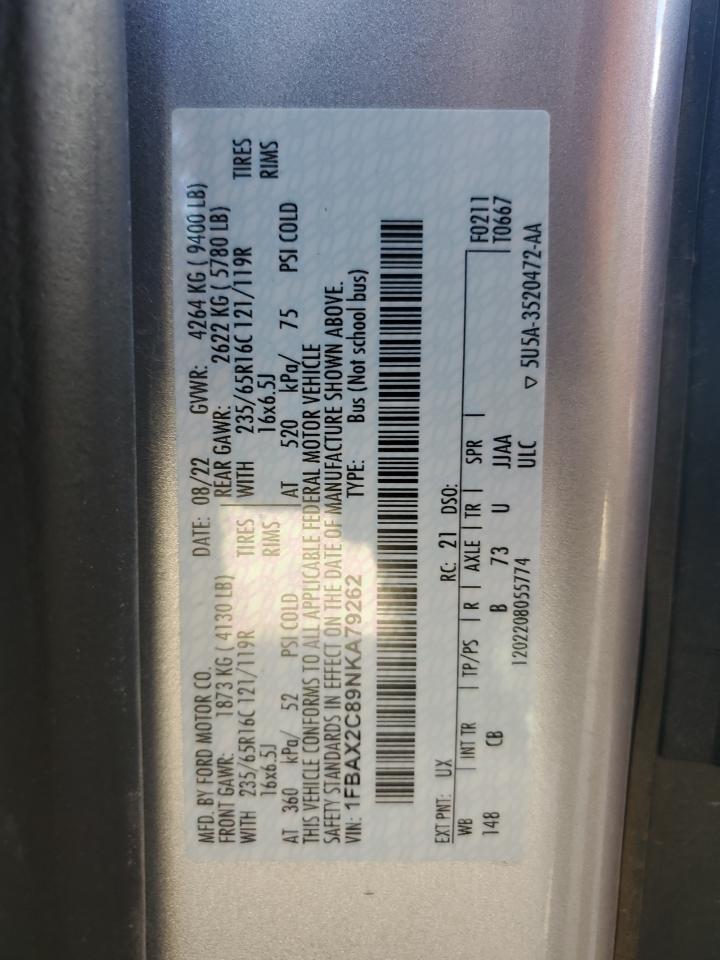 MFD. BY FORD MOTOR CO. DATE: 08/22 GVWR: 4264 KG ( 9400 LB)
FRONT GAWR: 1873 KG ( 4130 LB) REAR GAWR: 2622 KG ( 5780 LB)
WITH 235/65R16C 121/119R TIRES WITH 235/65R16C 121/119R TIRES
16x6.5J RIMS 16x6.5J RIMS
AT 360 kPa/ 52 PSI COLD AT 520 kPa/ 75 PSI COLD
THIS VEHICLE CONFORMS TO ALL APPLICABLE FEDERAL MOTOR VEHICLE
SAFETY STANDARDS IN EFFECT ON THE DATE OF MANUFACTURE SHOWN ABOVE.
VIN: 1FBAX2C89NKA79262 TYPE: Bus (Not school bus)
EXT PNT: UX RC: 21 DSO:
WB | INT TR | TP/PS | R | AXLE | TR | SPR | F0211
148 CB B 73 U JJAA T0667
ULC
1202208055774 ▽ 5U5A-3520472-AA